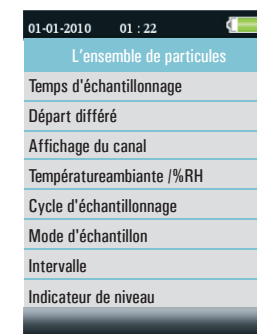 01-01-2010 01 : 22
L'ensemble de particules
Temps d'échantillonnage
Départ différé
Affichage du canal
Températureambiante /%RH
Cycle d'échantillonnage
Mode d'échantillon
Intervalle
Indicateur de niveau